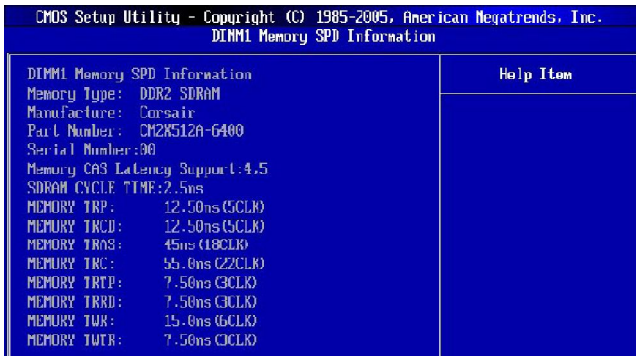 CMOS Setup Utility - Copyright (C) 1985-2005, American Megatrends, Inc.
DIMM1 Memory SPD Information
DIMM1 Memory SPD Information
Help Item
Memory Type: DDR2 SDRAM
Manufacture: Corsair
Part Number: CM2X512A-6400
Serial Number:00
Memory CAS Latency Support:4,5
SDRAM CYCLE TIME:2.5ns
MEMORY TRP: 12.50ns(5CLK)
MEMORY TRCD: 12.50ns(5CLK)
MEMORY TRAS: 45ns(18CLK)
MEMORY TRC: 55.0ns(22CLK)
MEMORY TRTP: 7.50ns(3CLK)
MEMORY TRRD: 7.50ns(3CLK)
MEMORY TWR: 15.0ns(6CLK)
MEMORY TWTR: 7.50ns(3CLK)